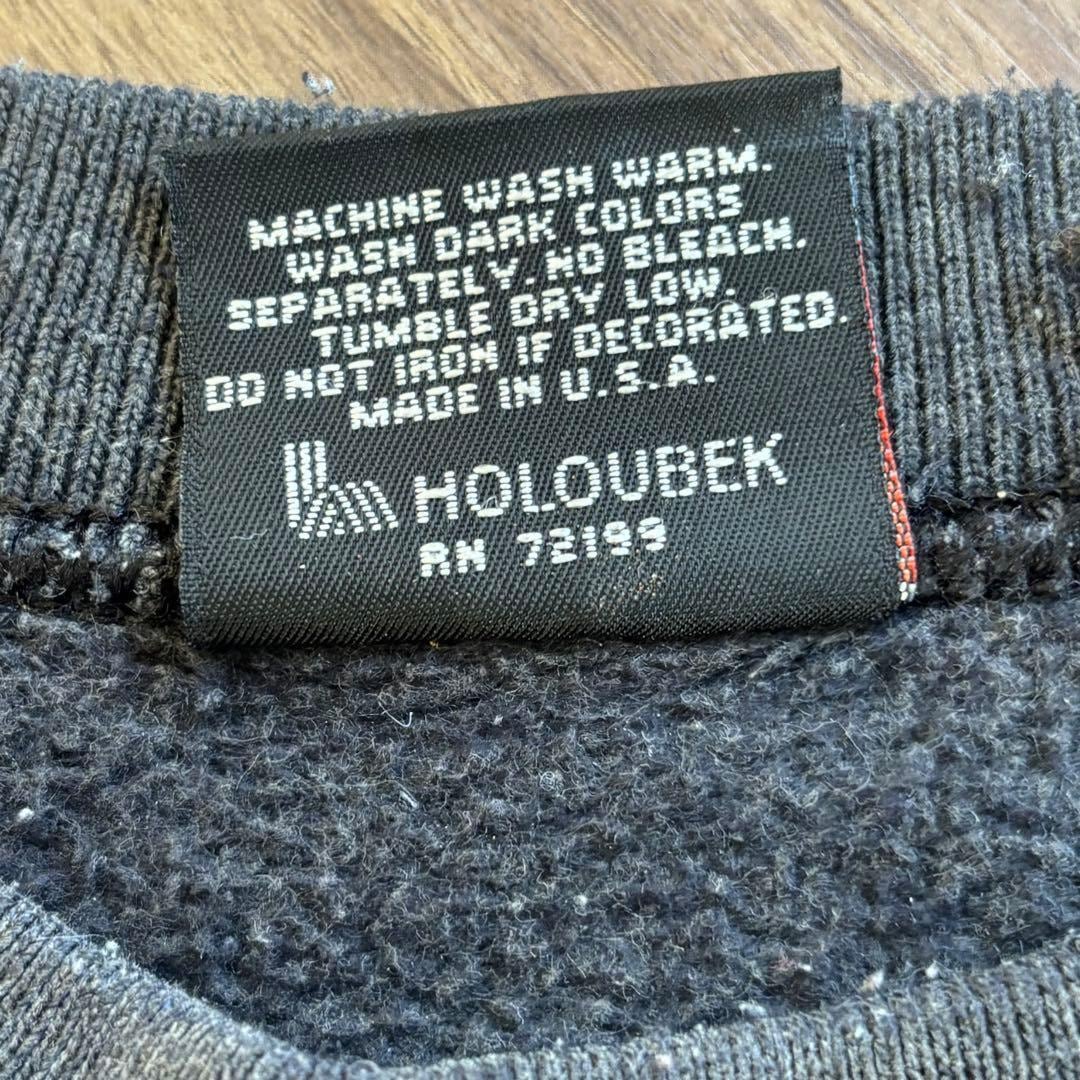 MACHINE WASH WARM.
WASH DARK COLORS
SEPARATELY. NO BLEACH.
TUMBLE DRY LOW.
DO NOT IRON IF DECORATED.
MADE IN U.S.A.
HOLOUBEK
RN 72199